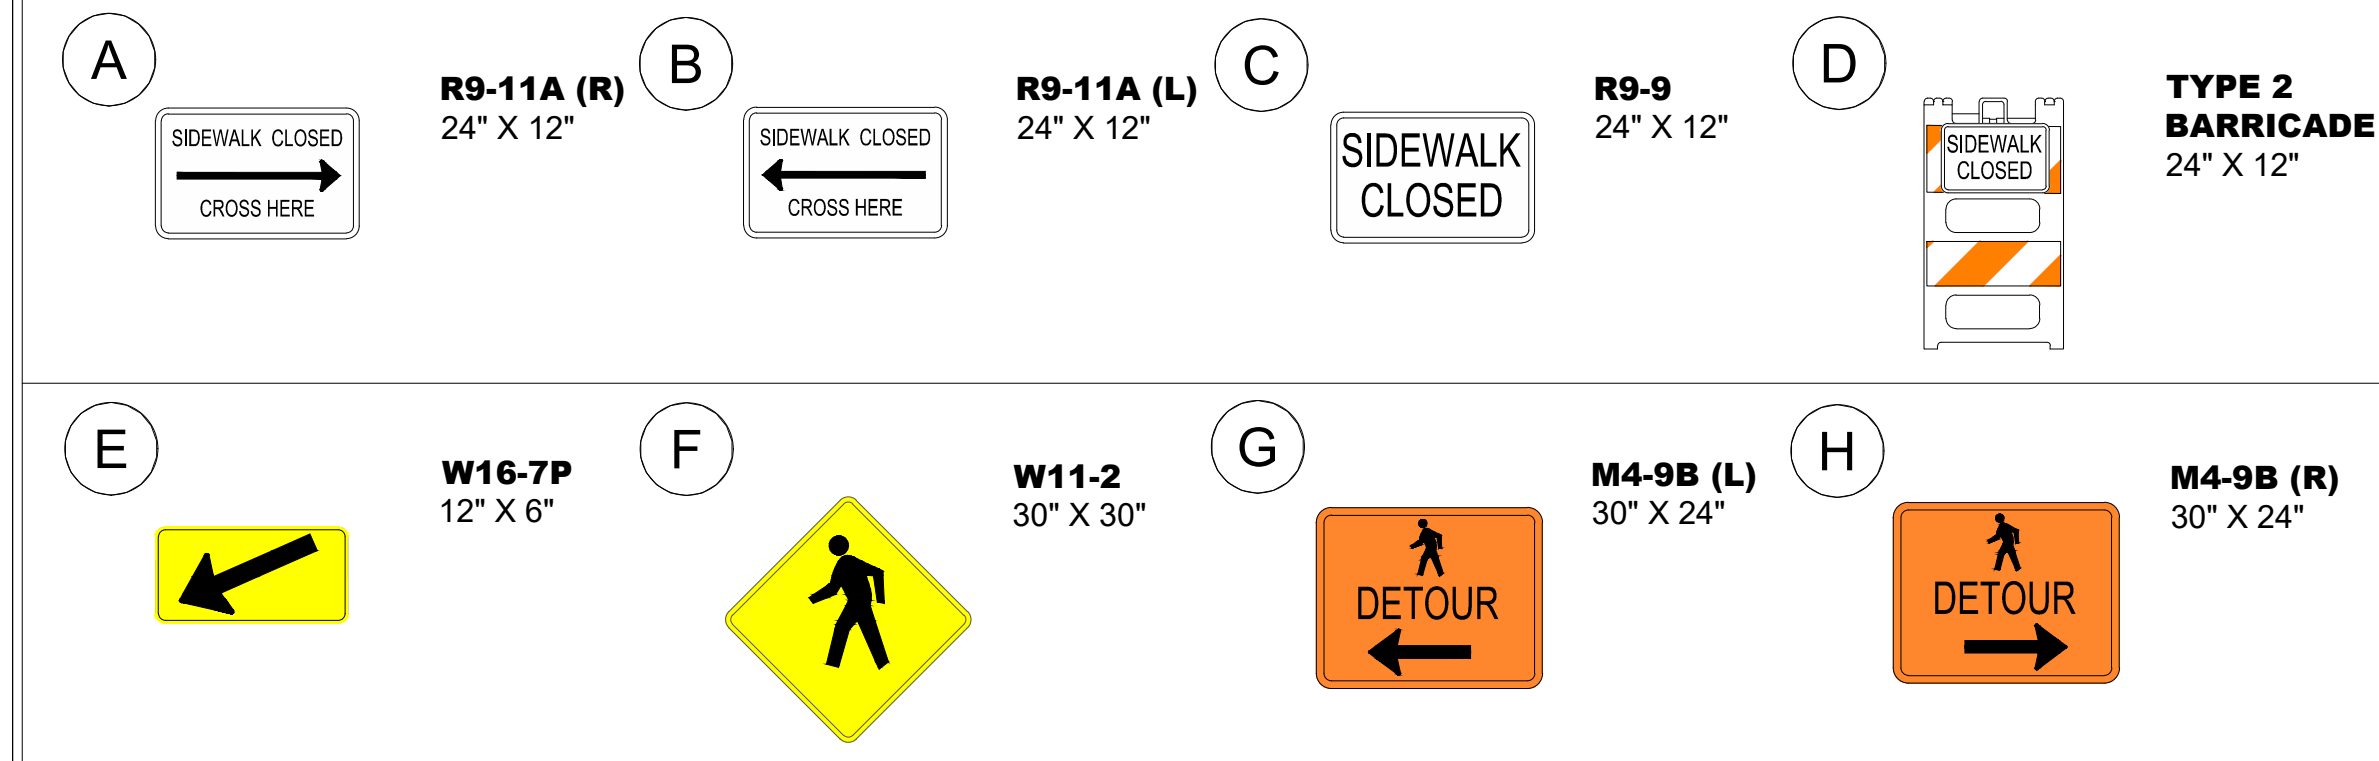 A
SIDEWALK CLOSED
CROSS HERE
R9-11A (R)
24" X 12"
B
SIDEWALK CLOSED
CROSS HERE
R9-11A (L)
24" X 12"
C
SIDEWALK
CLOSED
R9-9
24" X 12"
D
SIDEWALK
CLOSED
TYPE 2
BARRICADE
24" X 12"
E
W16-7P
12" X 6"
F
W11-2
30" X 30"
G
DETOUR
M4-9B (L)
30" X 24"
H
DETOUR
M4-9B (R)
30" X 24"